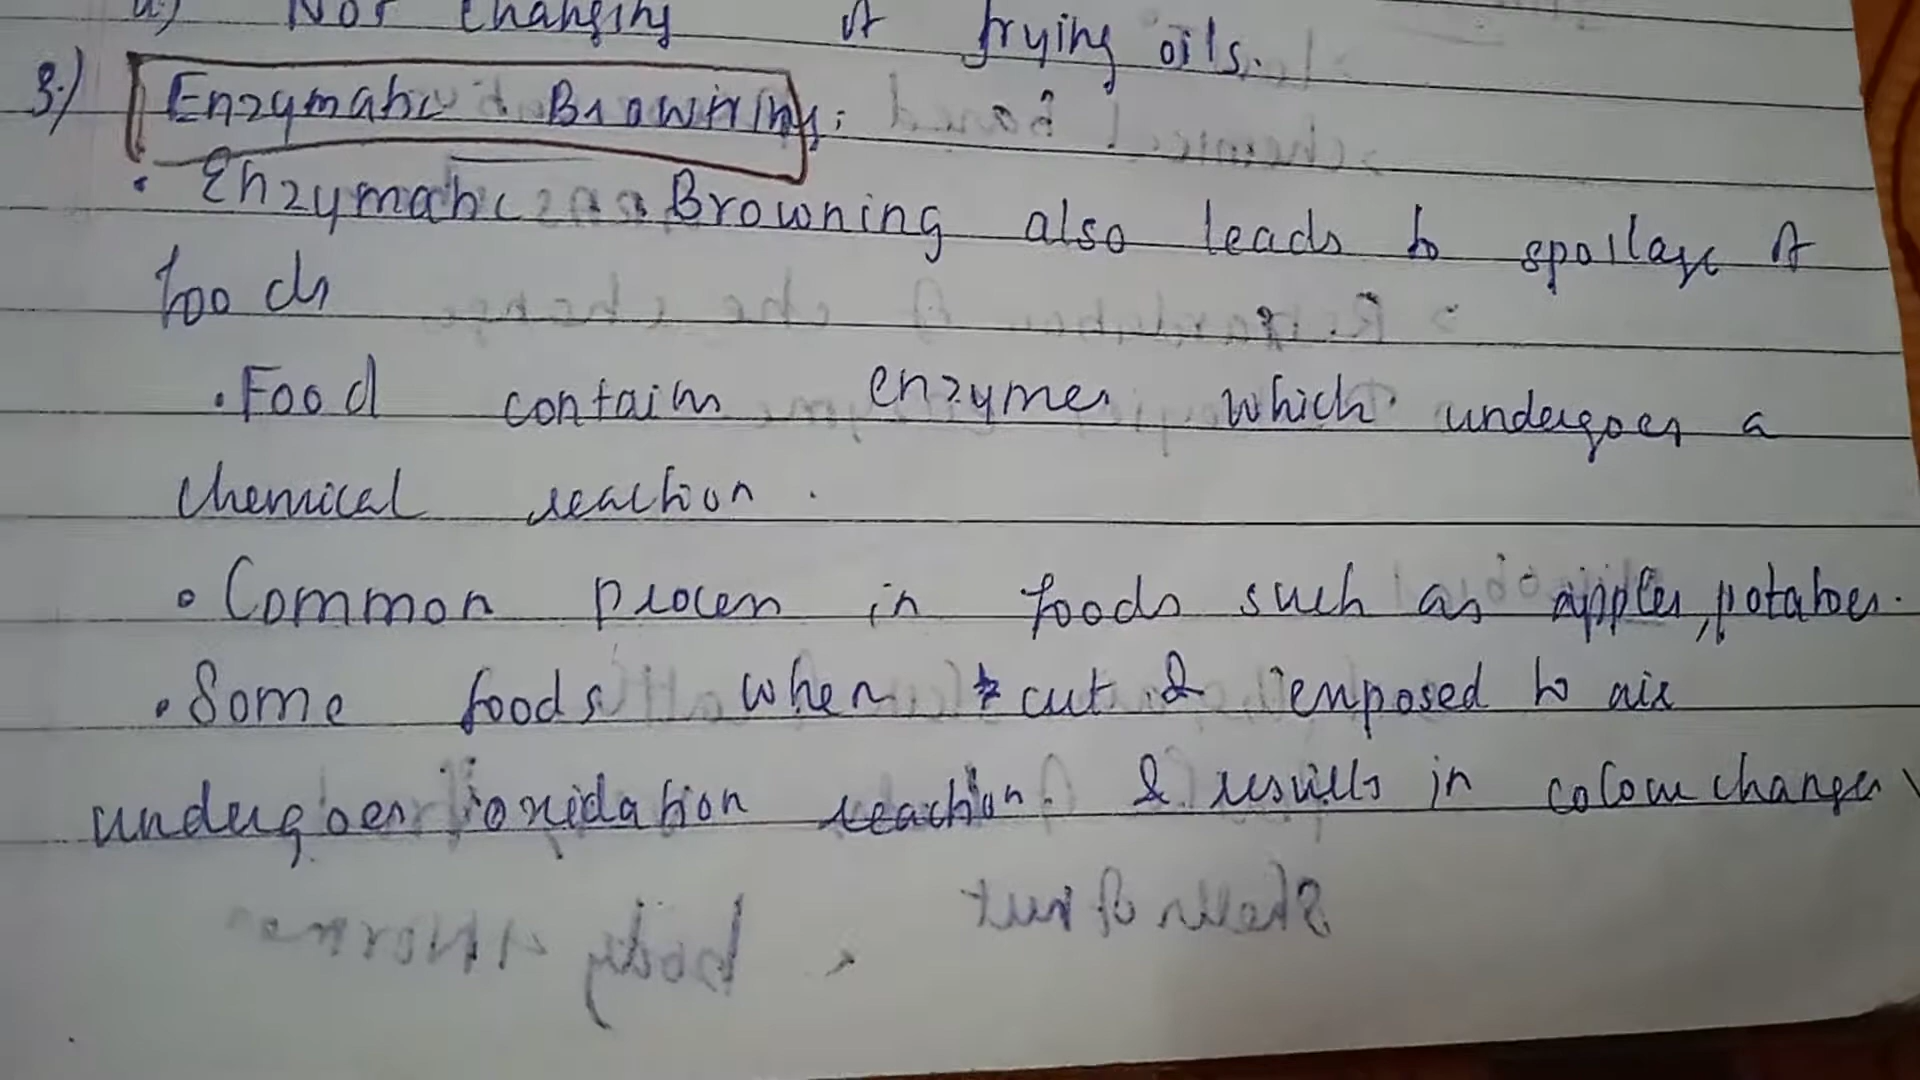 d.) Not changing of frying oils.
3.) Enzymatic Browning:
• Enzymatic Browning also leads to spoilage of
foods
• Food contains enzymes which undergoes a
chemical reaction.
• Common process in foods such as apples, potatoes.
• Some foods when cut & exposed to air
undergoes oxidation reaction & results in colour changes